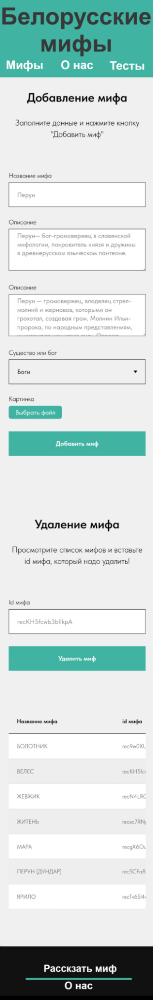 Белорусские
мифы
Мифы О нас Тесты
Добавление мифа
Заполните данные и нажмите кнопку
"Добавить миф"
Название мифа
Перун
Описание
Перун— бог-громовержец в славянской
мифологии, покровитель князя и дружины
в древнерусском языческом пантеоне.
Описание
Перун — громовержец, владелец стрел-
молний и жерновов, которыми он
грохотал, создавая гром. Молнии Ильи-
пророка, по народным представлениям,
Существо или бог
Боги
Картинка
Выбрать файл
Добавить миф
Удаление мифа
Просмотрите список мифов и вставьте
id мифа, который надо удалить!
Id мифа
recKH5fcwb3bIIkpA
Удалить миф
Название мифа id мифа
БОЛОТНИК rec9w0XU
ВЕЛЕС recKH5fc
ЖЕВЖИК recN4LRC
ЖИТЕНЬ recxc7RN
МАРА recgX6Ou
ПЕРУН (ДУНДАР) recSCFa8
ЯРИЛО recTv6Sl4
Расскзать миф
О нас